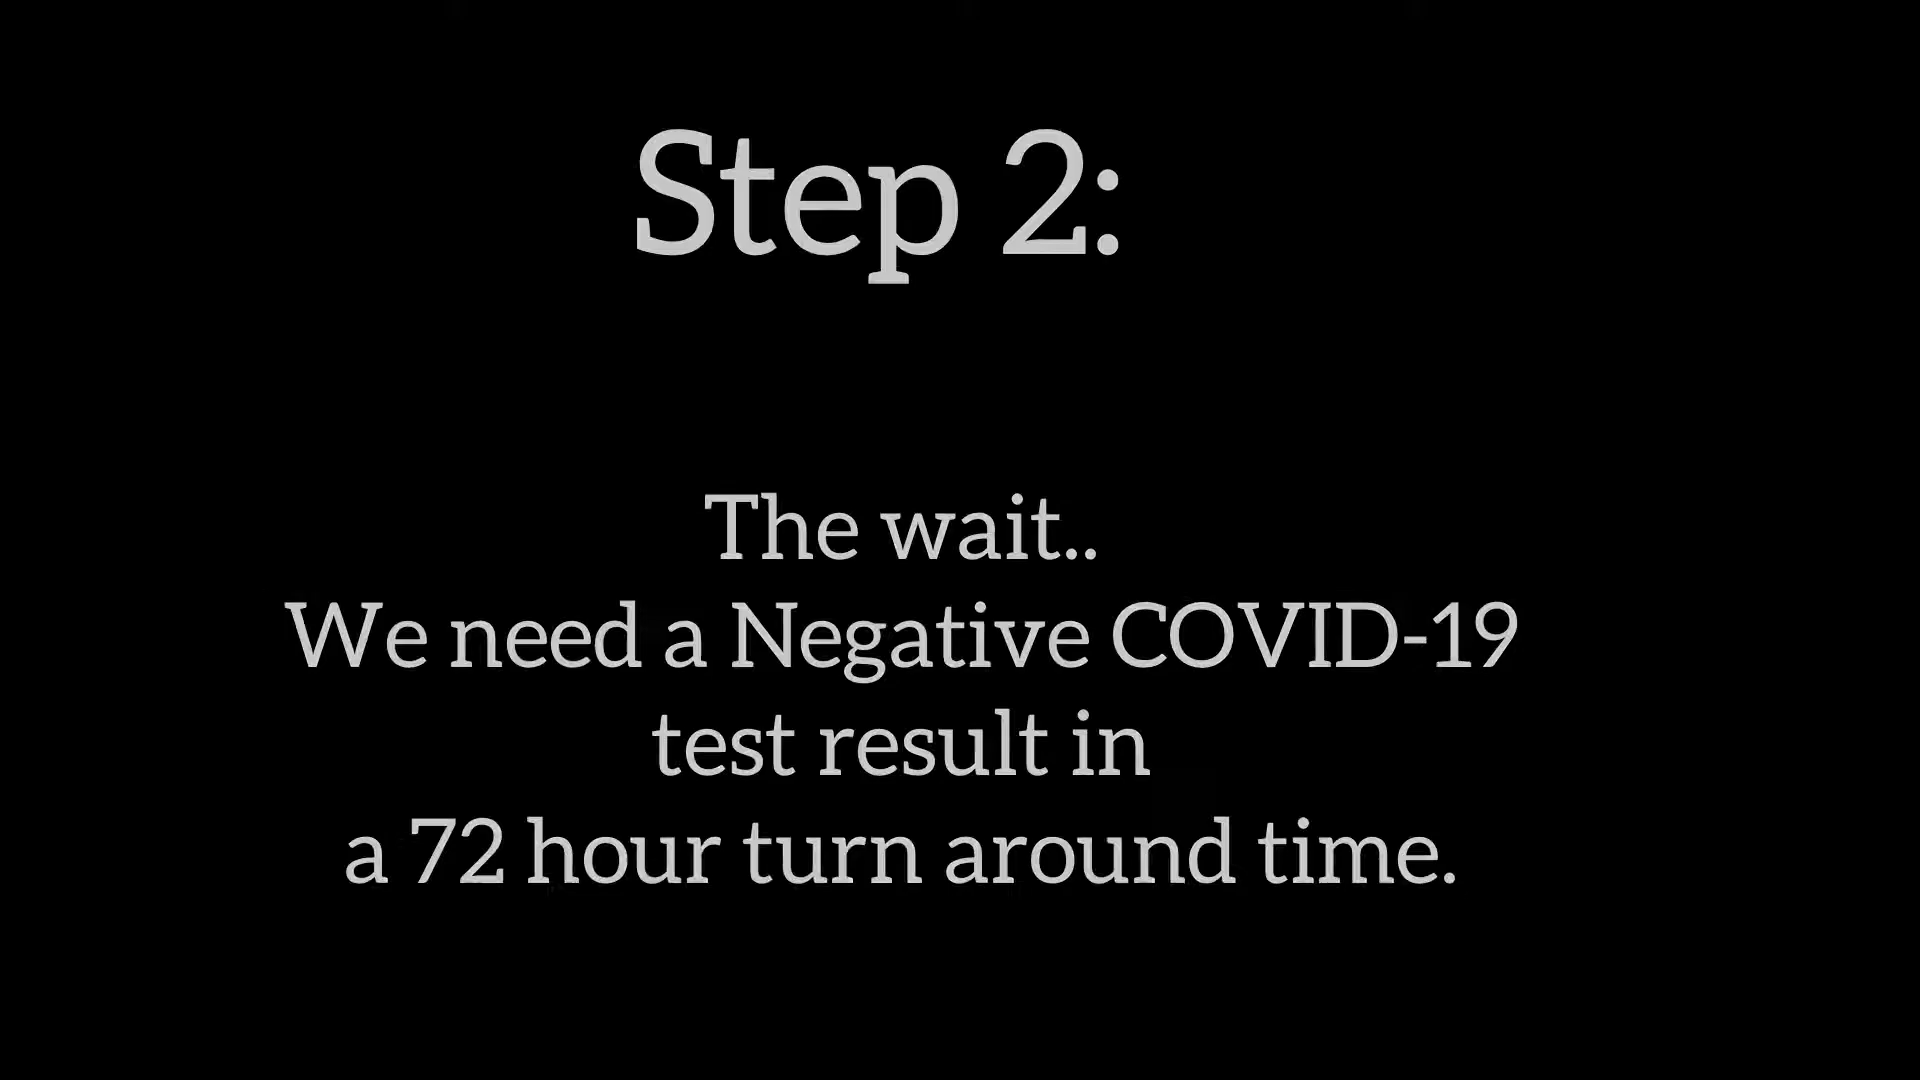 Step 2:
The wait..
We need a Negative COVID-19
test result in
a 72 hour turn around time.